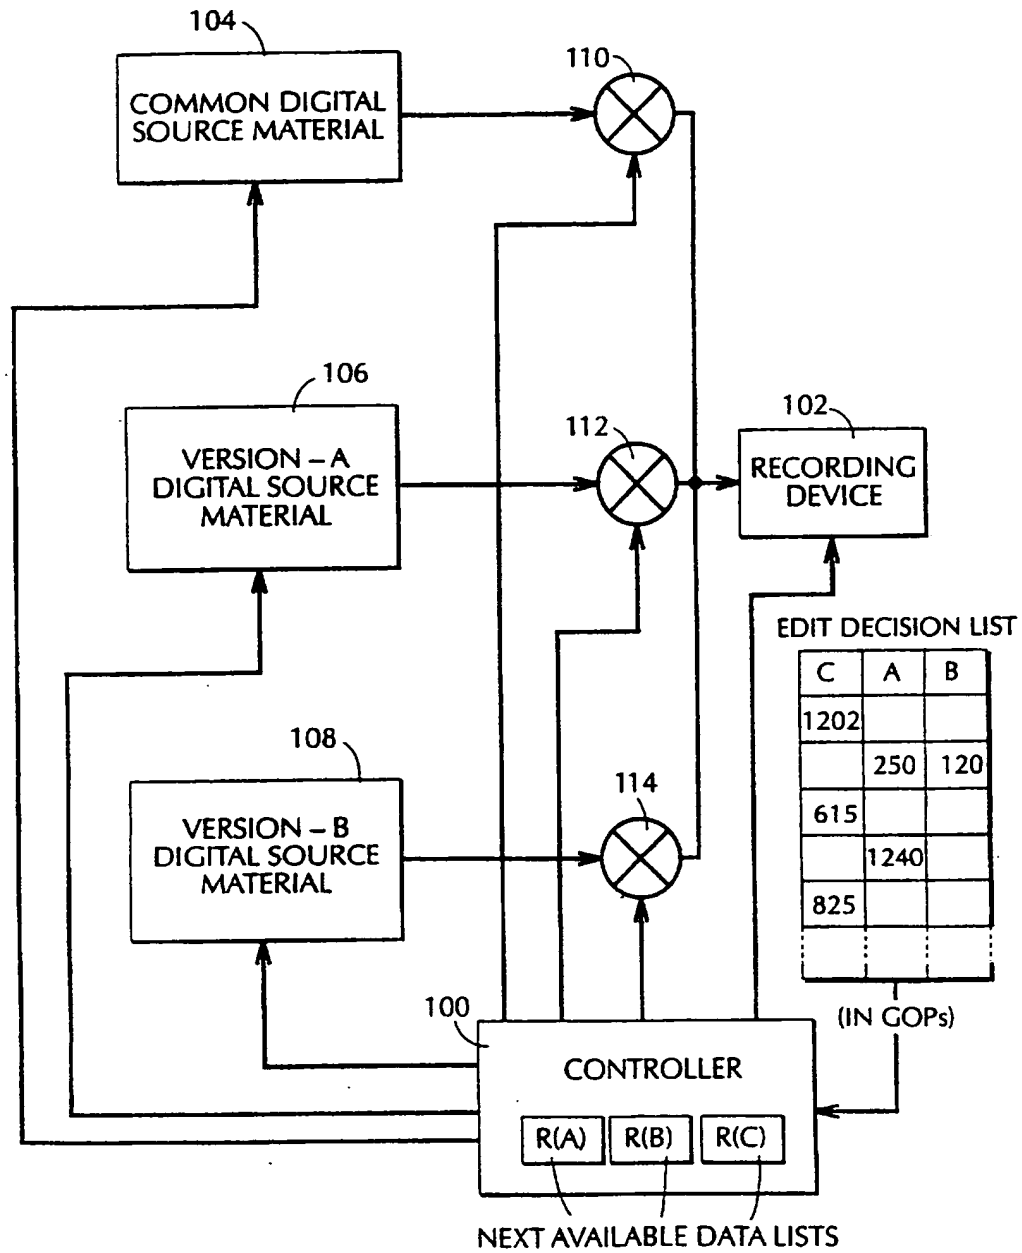 104
COMMON DIGITAL
SOURCE MATERIAL
110
106
VERSION – A
DIGITAL SOURCE
MATERIAL
112
102
RECORDING
DEVICE
EDIT DECISION LIST
C A B
1202
250 120
615
1240
825
(IN GOPs)
108
VERSION – B
DIGITAL SOURCE
MATERIAL
114
100
CONTROLLER
R(A) R(B) R(C)
NEXT AVAILABLE DATA LISTS